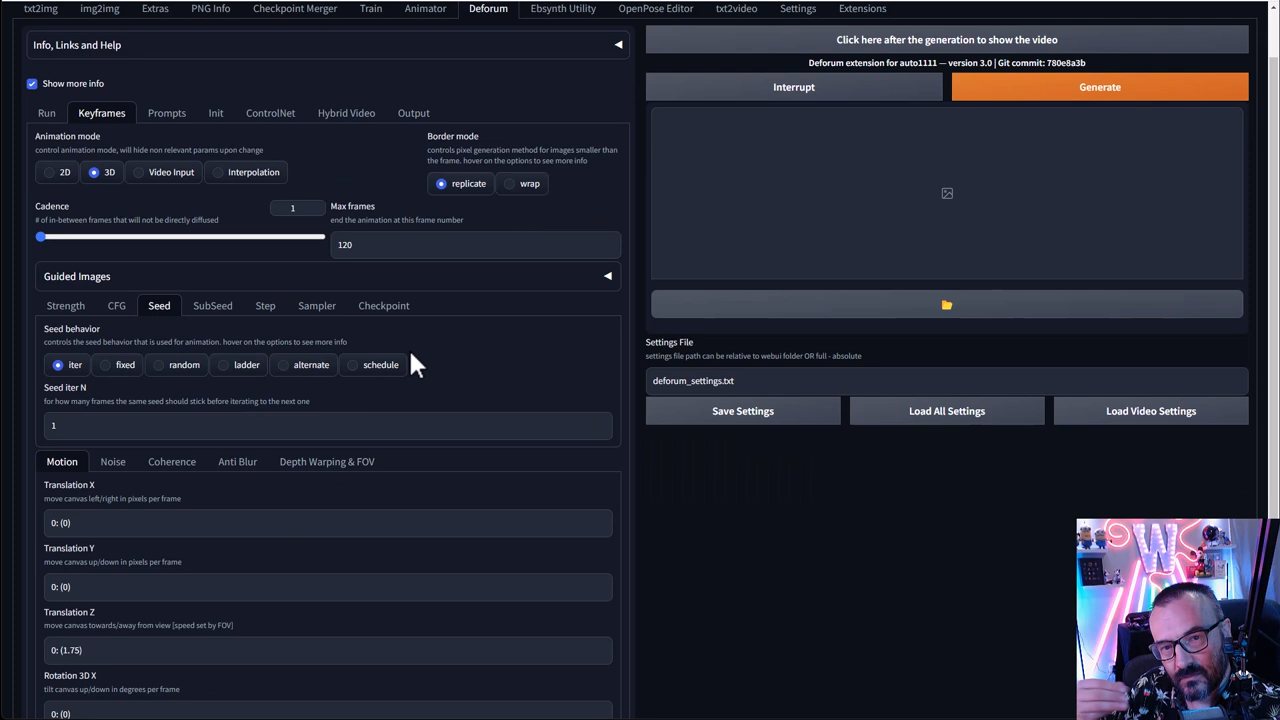 txt2img img2img Extras PNG Info Checkpoint Merger Train Animator Deforum Ebsynth Utility OpenPose Editor txt2video Settings Extensions
Info, Links and Help
Show more info
Run Keyframes Prompts Init ControlNet Hybrid Video Output
Animation mode
control animation mode, will hide non relevant params upon change
2D 3D Video Input Interpolation
Border mode
controls pixel generation method for images smaller than
the frame. hover on the options to see more info
replicate wrap
Cadence
# of in-between frames that will not be directly diffused
1
Max frames
end the animation at this frame number
120
Guided Images
Strength CFG Seed SubSeed Step Sampler Checkpoint
Seed behavior
controls the seed behavior that is used for animation. hover on the options to see more info
iter fixed random ladder alternate schedule
Seed iter N
for how many frames the same seed should stick before iterating to the next one
1
Motion Noise Coherence Anti Blur Depth Warping & FOV
Translation X
move canvas left/right in pixels per frame
0: (0)
Translation Y
move canvas up/down in pixels per frame
0: (0)
Translation Z
move canvas towards/away from view [speed set by FOV]
0: (1.75)
Rotation 3D X
tilt canvas up/down in degrees per frame
0: (0)
Click here after the generation to show the video
Deforum extension for auto1111 — version 3.0 | Git commit: 780e8a3b
Interrupt Generate
Settings File
settings file path can be relative to webui folder OR full - absolute
deforum_settings.txt
Save Settings Load All Settings Load Video Settings
W